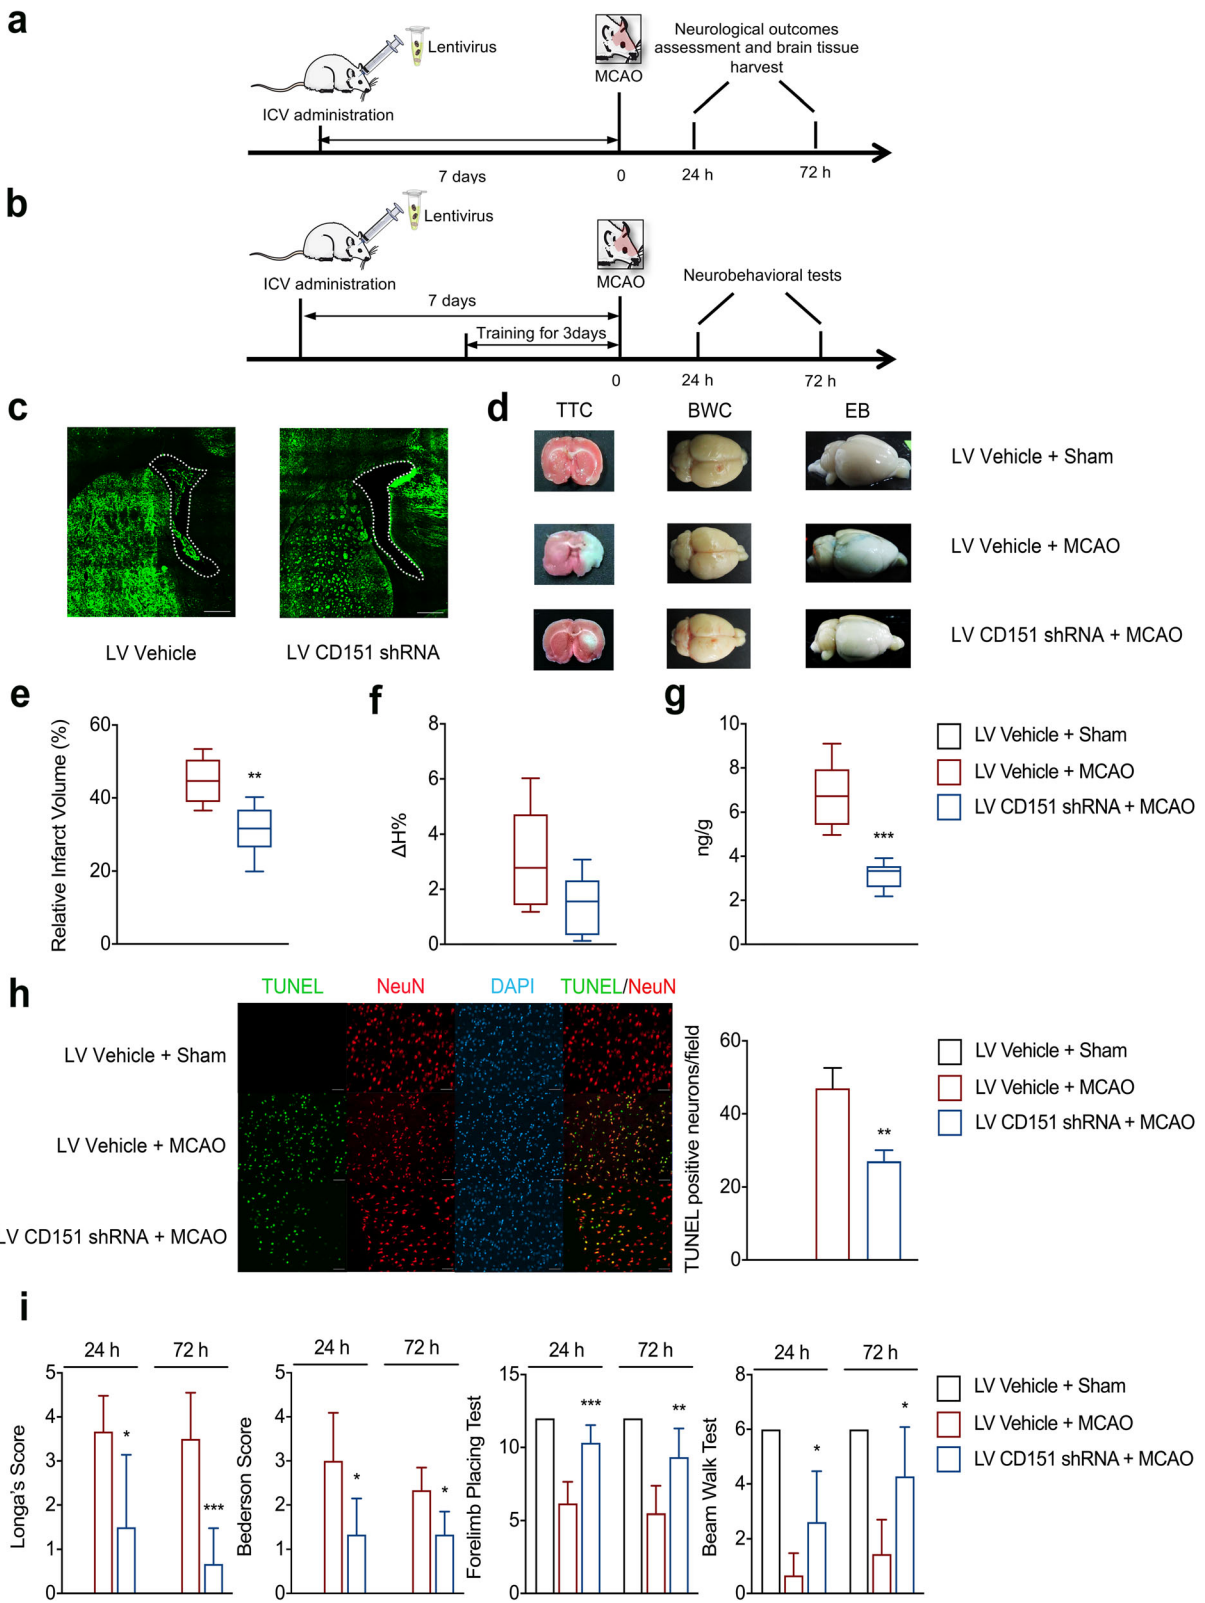 a
Lentivirus
ICV administration
MCAO
Neurological outcomes
assessment and brain tissue
harvest
7 days
0
24 h
72 h
b
Lentivirus
ICV administration
MCAO
Neurobehavioral tests
7 days
Training for 3days
0
24 h
72 h
c
LV Vehicle
LV CD151 shRNA
d
TTC
BWC
EB
LV Vehicle + Sham
LV Vehicle + MCAO
LV CD151 shRNA + MCAO
e
Relative Infarct Volume (%)
60
40
20
0
**
f
ΔH%
8
6
4
2
0
g
ng/g
10
8
6
4
2
0
***
LV Vehicle + Sham
LV Vehicle + MCAO
LV CD151 shRNA + MCAO
h
TUNEL
NeuN
DAPI
TUNEL/NeuN
LV Vehicle + Sham
LV Vehicle + MCAO
LV CD151 shRNA + MCAO
TUNEL positive neurons/field
60
40
20
0
**
LV Vehicle + Sham
LV Vehicle + MCAO
LV CD151 shRNA + MCAO
i
Longa's Score
24 h
72 h
5
4
3
2
1
0
*
***
Bederson Score
24 h
72 h
5
4
3
2
1
0
*
*
Forelimb Placing Test
24 h
72 h
15
10
5
0
***
**
Beam Walk Test
24 h
72 h
8
6
4
2
0
*
*
LV Vehicle + Sham
LV Vehicle + MCAO
LV CD151 shRNA + MCAO